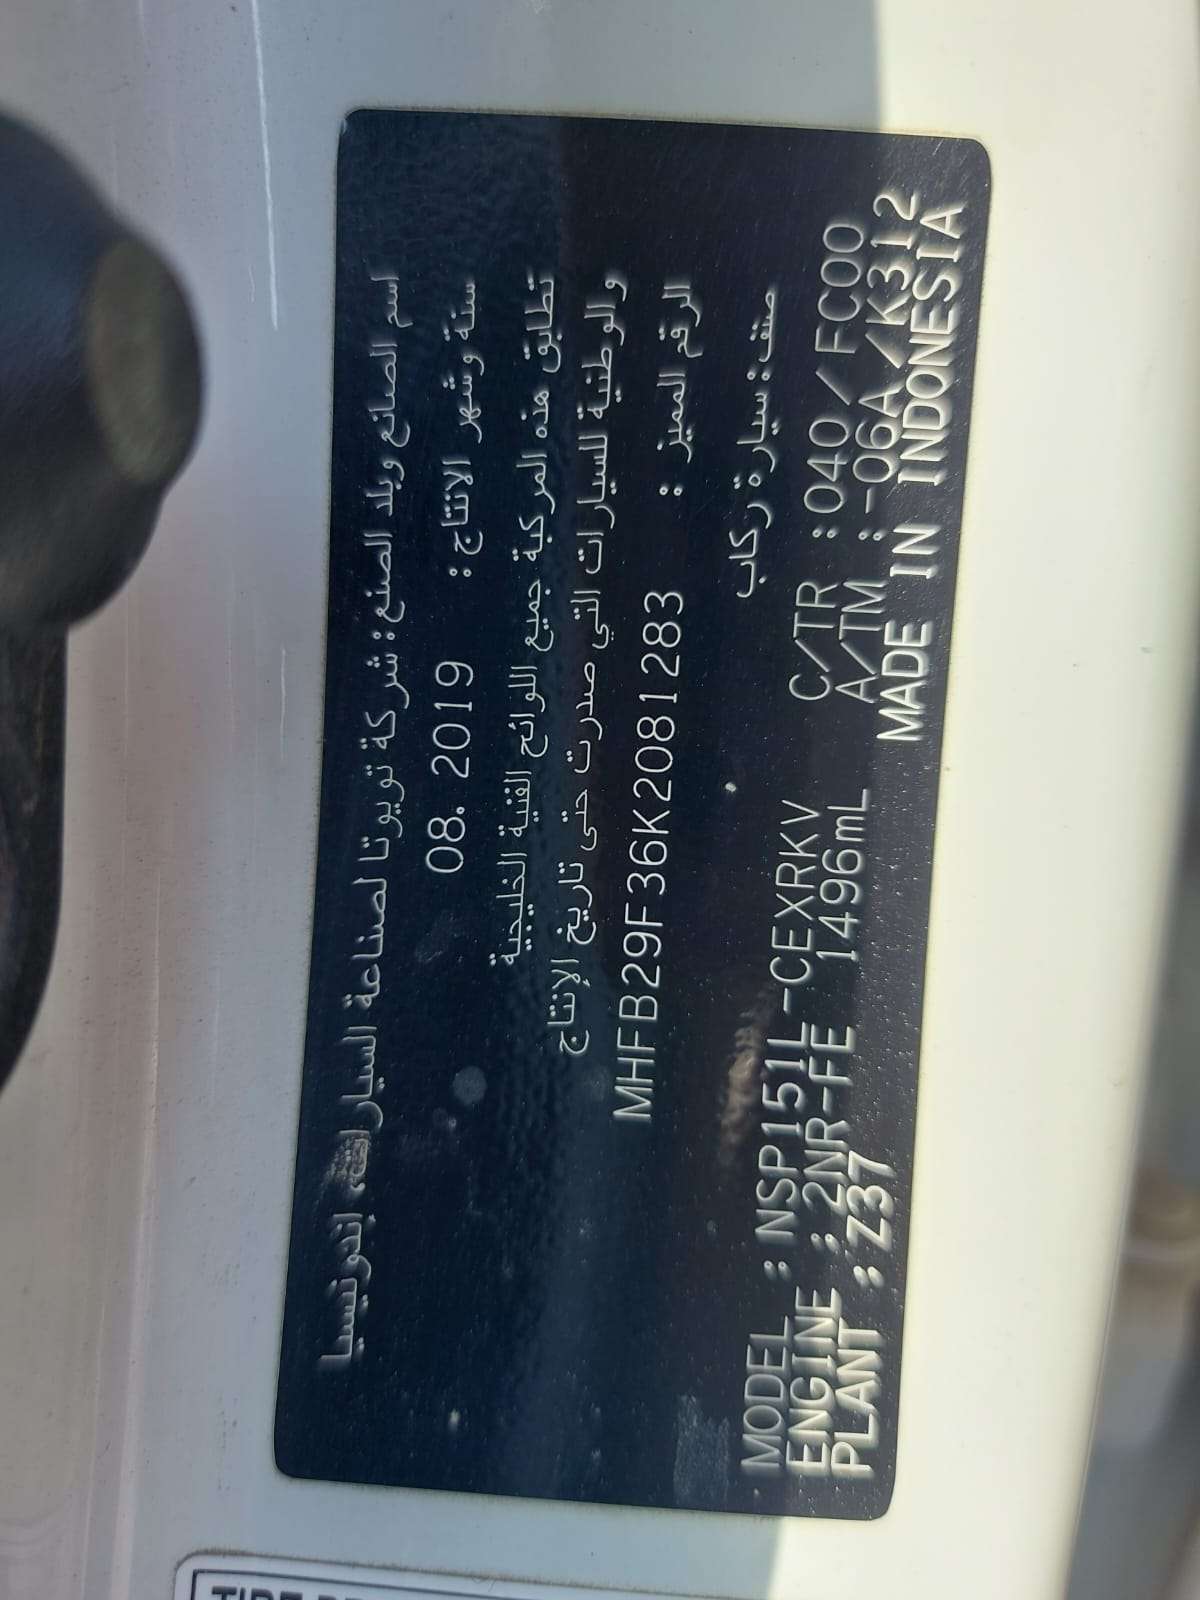 اسم الصانع وبلد الصنع: شركة تويوتا لصناعة السيارات، إندونيسيا
سنة وشهر الانتاج: 08. 2019
تطابق هذه المركبة جميع اللوائح الفنية الخليجية
والوطنية للسيارات التي صدرت حتى تاريخ الإنتاج
الرقم المميز : MHFB29F36K2081283
صنف: سيارة ركاب
MODEL : NSP151L-CEXRKV C/TR : 040/FC00
ENGINE : 2NR-FE 1496mL A/TM : -06A/K312
PLANT : Z37 MADE IN INDONESIA